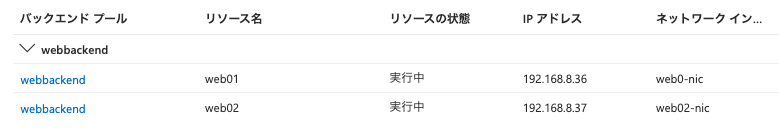 バックエンド プール リソース名 リソースの状態 IP アドレス ネットワーク イン...
webbackend
webbackend web01 実行中 192.168.8.36 web0-nic
webbackend web02 実行中 192.168.8.37 web02-nic